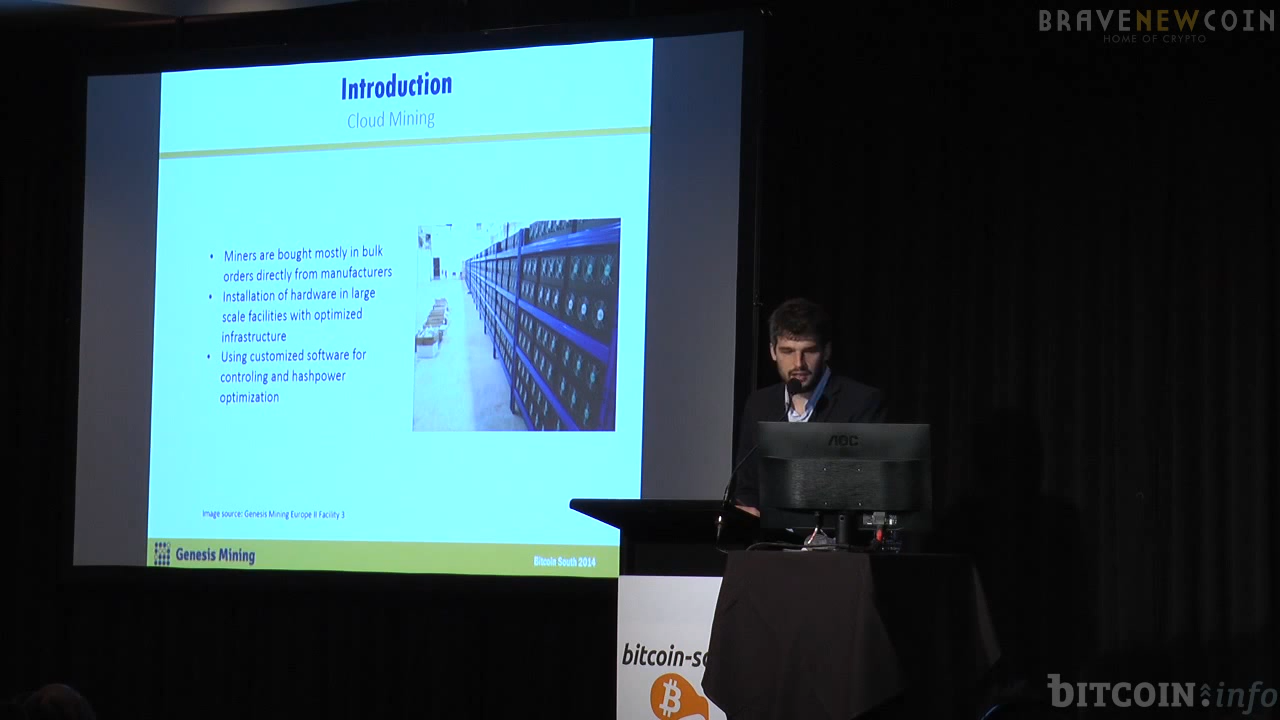 BRAVENEWCOIN
HOME OF CRYPTO
Introduction
Cloud Mining
• Miners are bought mostly in bulk
orders directly from manufacturers
• Installation of hardware in large
scale facilities with optimized
infrastructure
• Using customized software for
controling and hashpower
optimization
Image source: Genesis Mining Europe II Facility 3
Genesis Mining
Bitcoin South 2014
AOC
bitcoin-so
BITCOIN info